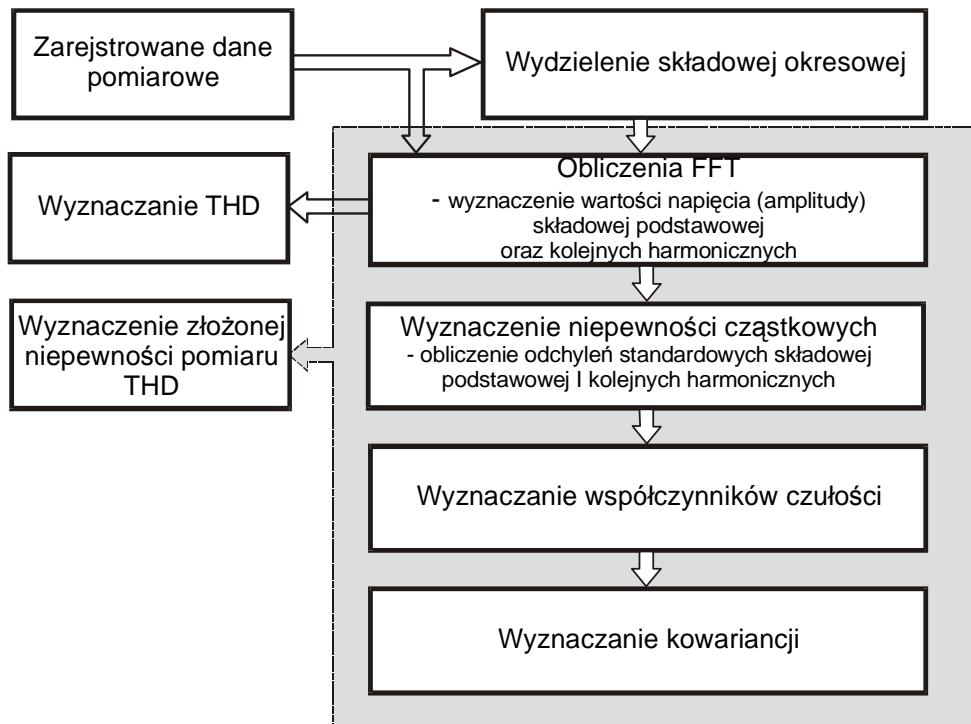 Zarejstrowane dane
pomiarowe
Wydzielenie składowej okresowej
Obliczenia FFT
- wyznaczenie wartości napięcia (amplitudy)
składowej podstawowej
oraz kolejnych harmonicznych
Wyznaczanie THD
Wyznaczenie niepewności cząstkowych
- obliczenie odchyleń standardowych składowej
podstawowej I kolejnych harmonicznych
Wyznaczenie złożonej
niepewności pomiaru
THD
Wyznaczanie współczynników czułości
Wyznaczanie kowariancji